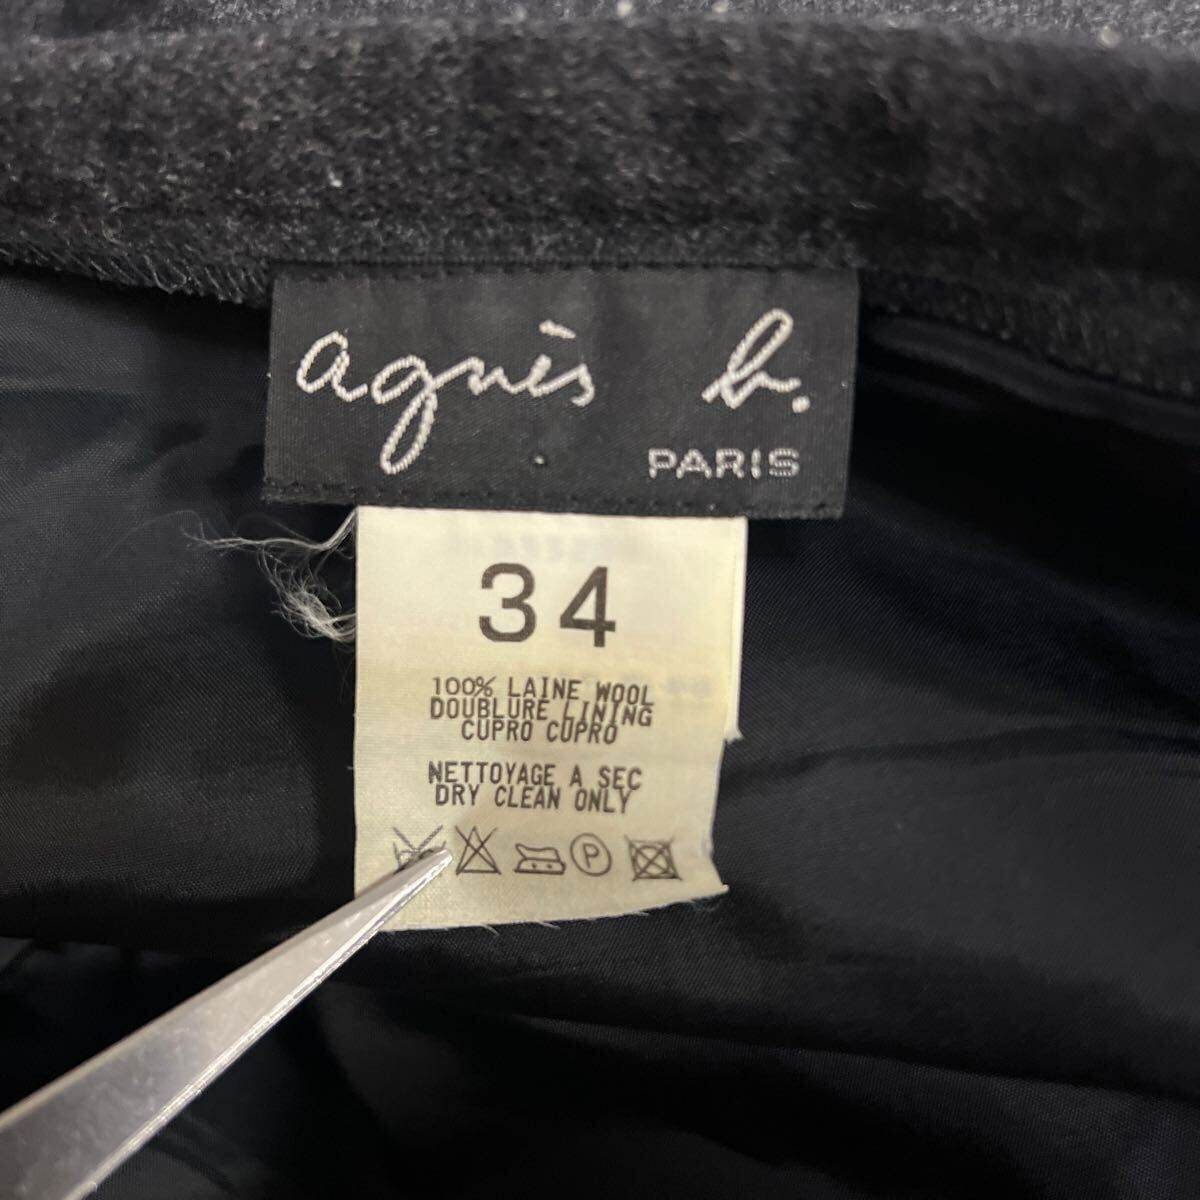 agnès b.
PARIS
34
100% LAINE WOOL
DOUBLURE LINING
CUPRO CUPRO
NETTOYAGE A SEC
DRY CLEAN ONLY
P